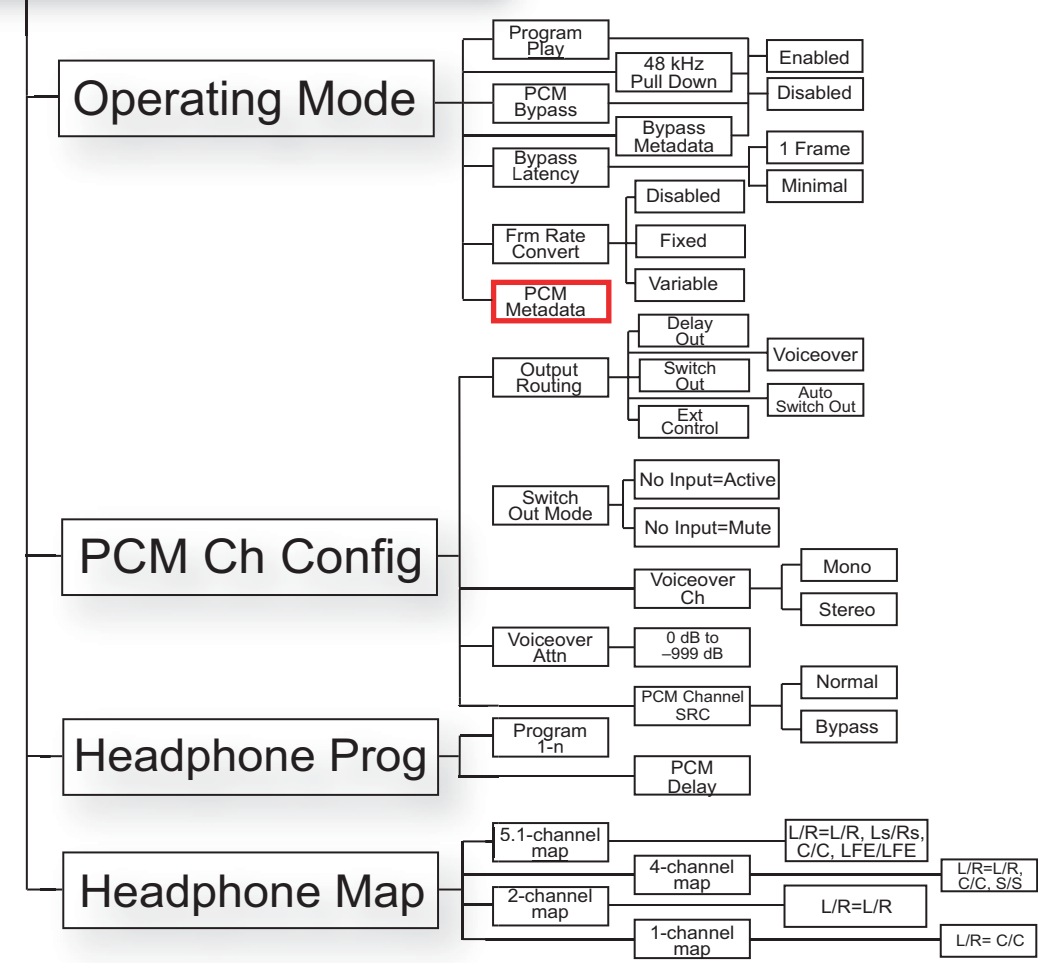 Operating Mode
Program
Play
48 kHz
Pull Down
Enabled
Disabled
PCM
Bypass
Bypass
Metadata
Bypass
Latency
1 Frame
Minimal
Frm Rate
Convert
Disabled
Fixed
Variable
PCM
Metadata
PCM Ch Config
Output
Routing
Delay
Out
Voiceover
Switch
Out
Auto
Switch Out
Ext
Control
Switch
Out Mode
No Input=Active
No Input=Mute
Voiceover
Ch
Mono
Stereo
Voiceover
Attn
0 dB to
–999 dB
PCM Channel
SRC
Normal
Bypass
Headphone Prog
Program
1-n
PCM
Delay
Headphone Map
5.1-channel
map
L/R=L/R, Ls/Rs,
C/C, LFE/LFE
4-channel
map
L/R=L/R,
C/C, S/S
2-channel
map
L/R=L/R
1-channel
map
L/R= C/C